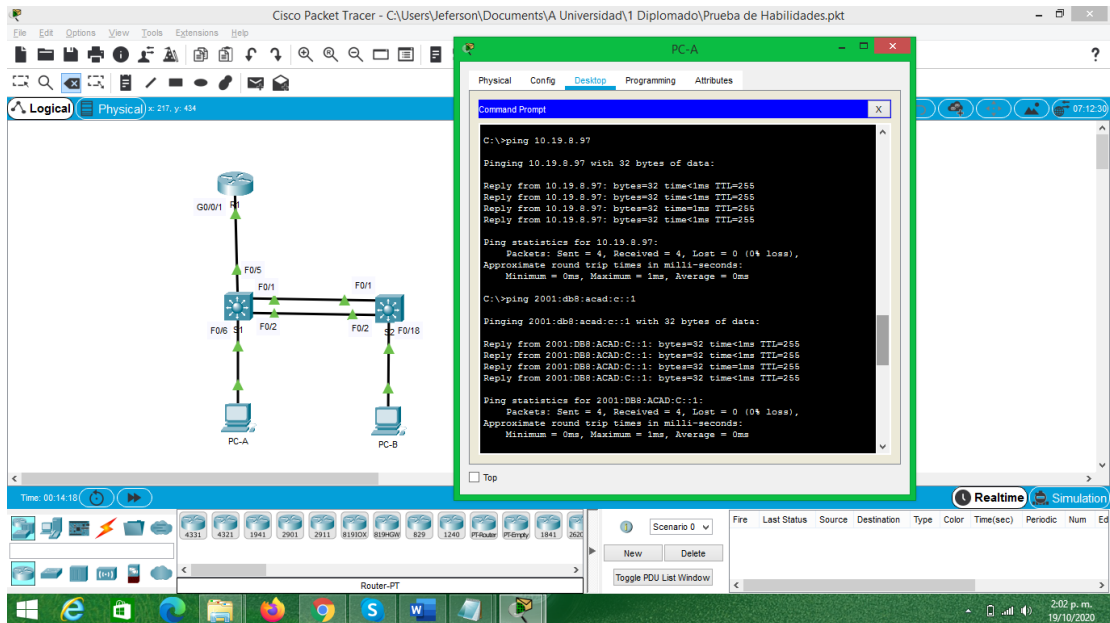 Cisco Packet Tracer - C:\Users\Jeferson\Documents\A Universidad\1 Diplomado\Prueba de Habilidades.pkt
File Edit Options View Tools Extensions Help
Logical Physical x: 217, y: 434
07:12:30
PC-A
Physical Config Desktop Programming Attributes
Command Prompt X
C:\>ping 10.19.8.97
Pinging 10.19.8.97 with 32 bytes of data:
Reply from 10.19.8.97: bytes=32 time<1ms TTL=255
Reply from 10.19.8.97: bytes=32 time<1ms TTL=255
Reply from 10.19.8.97: bytes=32 time=1ms TTL=255
Reply from 10.19.8.97: bytes=32 time<1ms TTL=255
Ping statistics for 10.19.8.97:
Packets: Sent = 4, Received = 4, Lost = 0 (0% loss),
Approximate round trip times in milli-seconds:
Minimum = 0ms, Maximum = 1ms, Average = 0ms
C:\>ping 2001:db8:acad:c::1
Pinging 2001:db8:acad:c::1 with 32 bytes of data:
Reply from 2001:DB8:ACAD:C::1: bytes=32 time<1ms TTL=255
Reply from 2001:DB8:ACAD:C::1: bytes=32 time<1ms TTL=255
Reply from 2001:DB8:ACAD:C::1: bytes=32 time<1ms TTL=255
Reply from 2001:DB8:ACAD:C::1: bytes=32 time<1ms TTL=255
Ping statistics for 2001:DB8:ACAD:C::1:
Packets: Sent = 4, Received = 4, Lost = 0 (0% loss),
Approximate round trip times in milli-seconds:
Minimum = 0ms, Maximum = 1ms, Average = 0ms
Top
G0/0/1 R1
F0/5
F0/1 F0/1
F0/6 S1 F0/2 F0/2 S2 F0/18
PC-A PC-B
Time: 00:14:18
Realtime Simulation
4331 4321 1941 2901 2911 819IOX 819HGW 829 1240 PT-Router PT-Empty 1841 262
Router-PT
Scenario 0
New Delete
Toggle PDU List Window
Fire Last Status Source Destination Type Color Time(sec) Periodic Num Ed
2:02 p. m.
19/10/2020